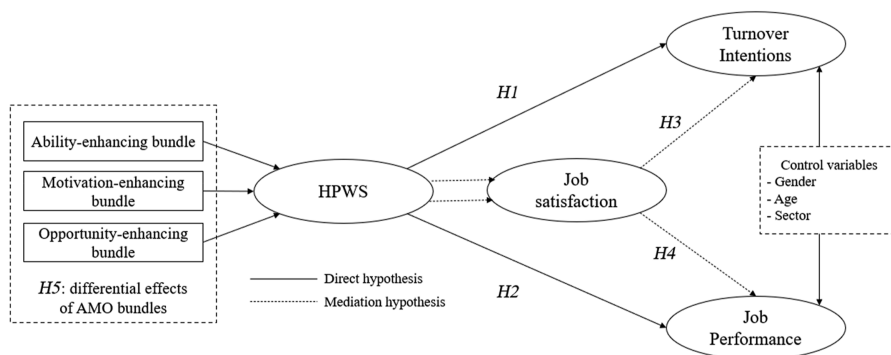 Turnover
Intentions
H1
H3
Ability-enhancing bundle
Motivation-enhancing
bundle
Opportunity-enhancing
bundle
H5: differential effects
of AMO bundles
HPWS
Job
satisfaction
Control variables
- Gender
- Age
- Sector
H4
H2
Direct hypothesis
Mediation hypothesis
Job
Performance